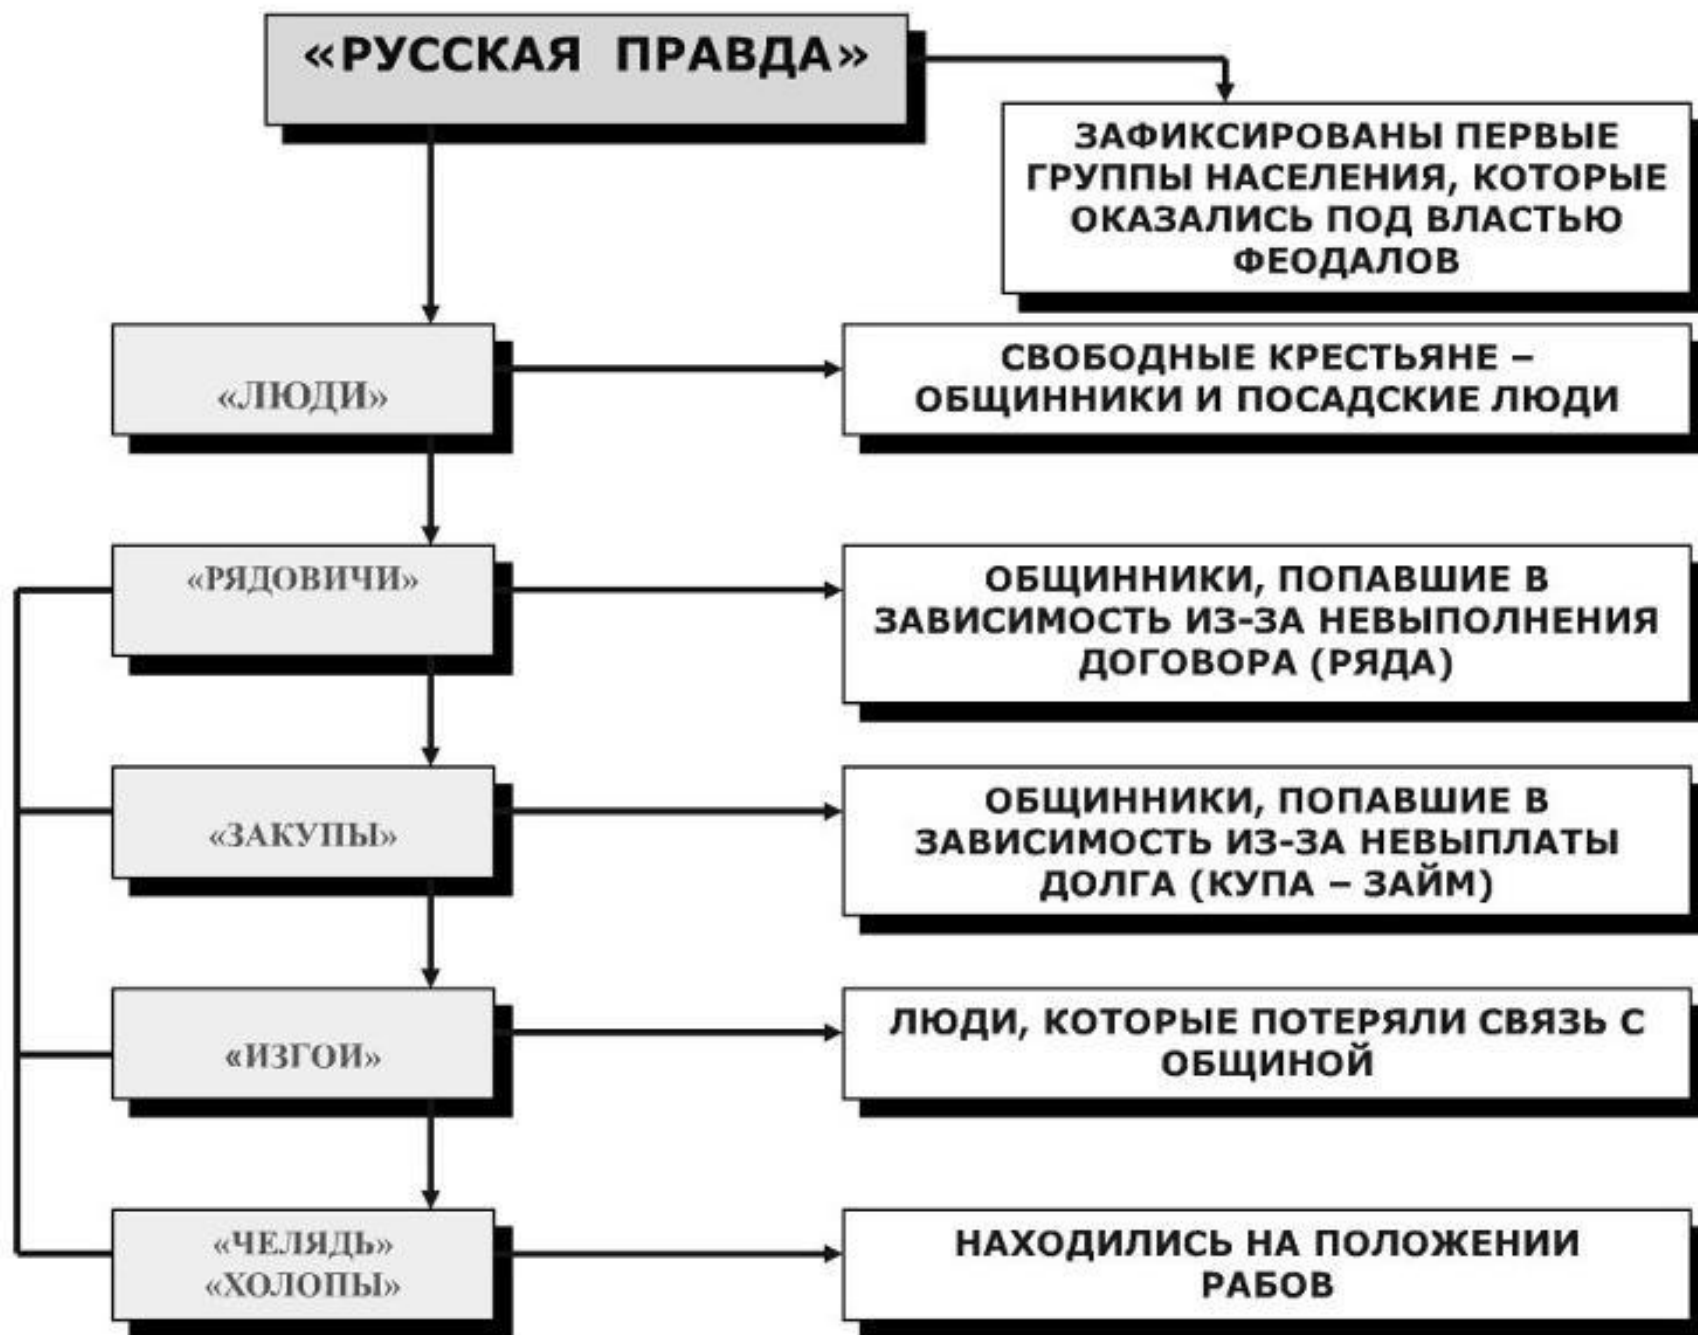 «РУССКАЯ ПРАВДА»
ЗАФИКСИРОВАНЫ ПЕРВЫЕ
ГРУППЫ НАСЕЛЕНИЯ, КОТОРЫЕ
ОКАЗАЛИСЬ ПОД ВЛАСТЬЮ
ФЕОДАЛОВ
«ЛЮДИ»
СВОБОДНЫЕ КРЕСТЬЯНЕ –
ОБЩИННИКИ И ПОСАДСКИЕ ЛЮДИ
«РЯДОВИЧИ»
ОБЩИННИКИ, ПОПАВШИЕ В
ЗАВИСИМОСТЬ ИЗ-ЗА НЕВЫПОЛНЕНИЯ
ДОГОВОРА (РЯДА)
«ЗАКУПЫ»
ОБЩИННИКИ, ПОПАВШИЕ В
ЗАВИСИМОСТЬ ИЗ-ЗА НЕВЫПЛАТЫ
ДОЛГА (КУПА – ЗАЙМ)
«ИЗГОИ»
ЛЮДИ, КОТОРЫЕ ПОТЕРЯЛИ СВЯЗЬ С
ОБЩИНОЙ
«ЧЕЛЯДЬ»
«ХОЛОПЫ»
НАХОДИЛИСЬ НА ПОЛОЖЕНИИ
РАБОВ